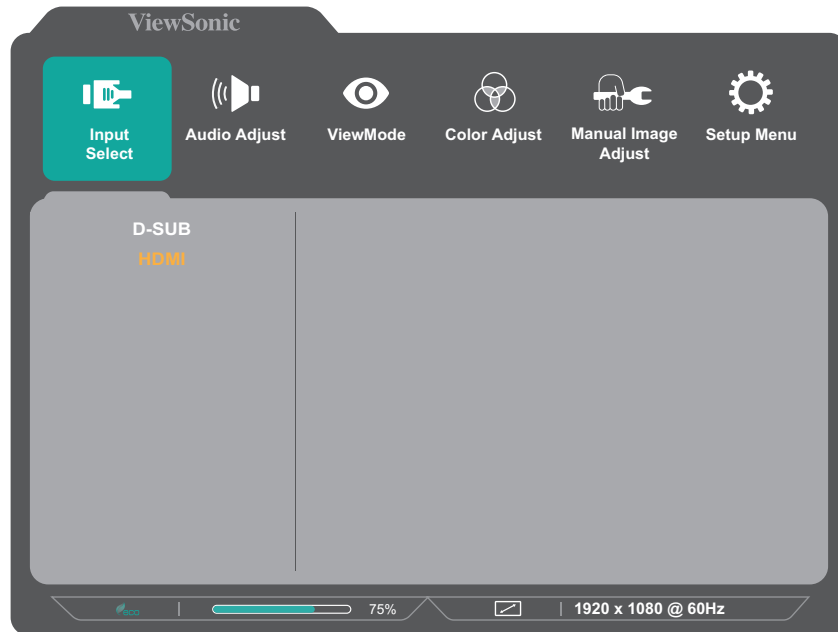 ViewSonic
Input
Select
Audio Adjust
ViewMode
Color Adjust
Manual Image
Adjust
Setup Menu
D-SUB
HDMI
ECO
75%
1920 x 1080 @ 60Hz